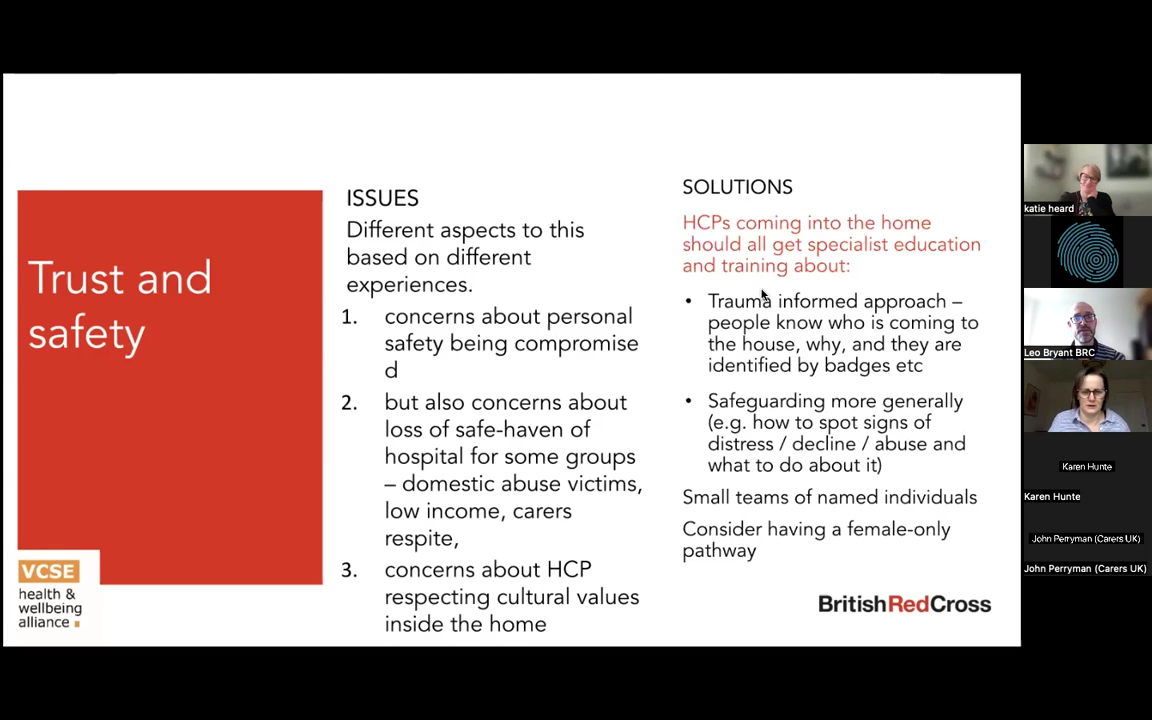 Trust and
safety
VCSE
health &
wellbeing
alliance
ISSUES
Different aspects to this
based on different
experiences.
1. concerns about personal
safety being compromise
d
2. but also concerns about
loss of safe-haven of
hospital for some groups
– domestic abuse victims,
low income, carers
respite,
3. concerns about HCP
respecting cultural values
inside the home
SOLUTIONS
HCPs coming into the home
should all get specialist education
and training about:
• Trauma informed approach –
people know who is coming to
the house, why, and they are
identified by badges etc
• Safeguarding more generally
(e.g. how to spot signs of
distress / decline / abuse and
what to do about it)
Small teams of named individuals
Consider having a female-only
pathway
BritishRedCross
katie heard
Leo Bryant BRC
Karen Hunte
Karen Hunte
John Perryman (Carers UK)
John Perryman (Carers UK)